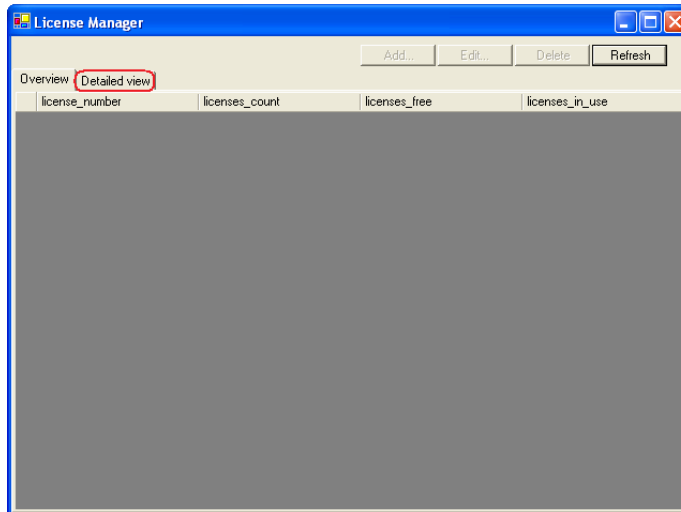 License Manager
Add... Edit... Delete Refresh
Overview Detailed view
license_number licenses_count licenses_free licenses_in_use